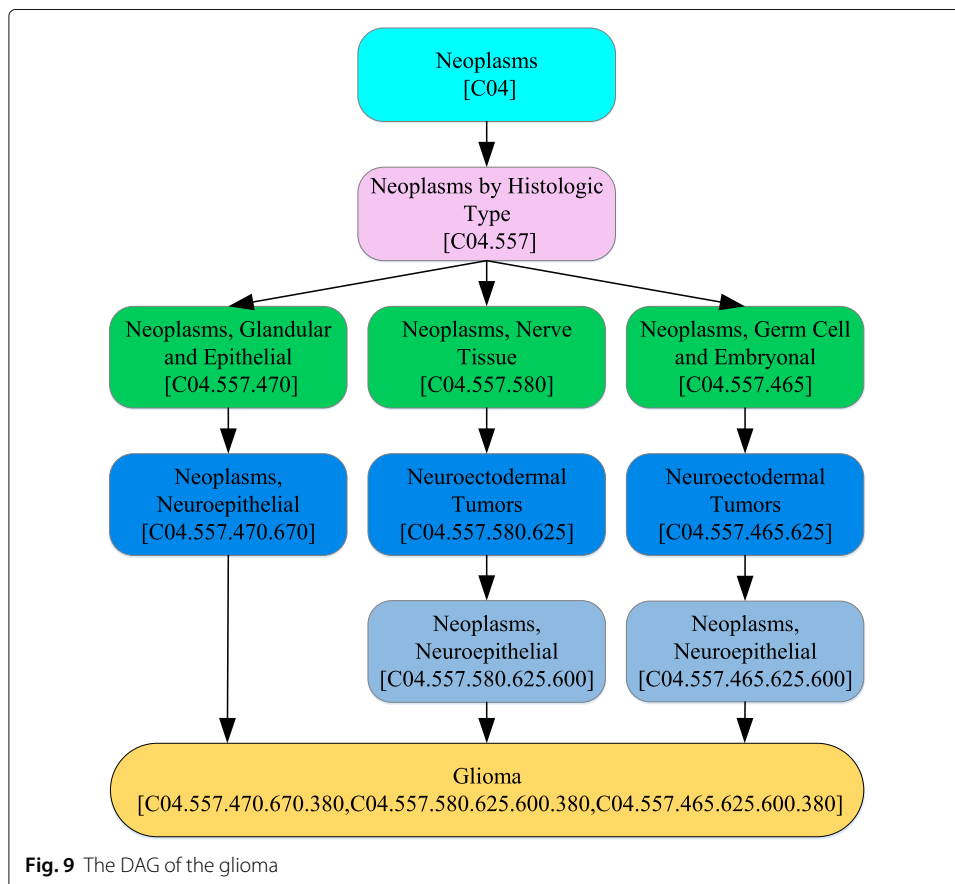 Neoplasms
[C04]
Neoplasms by Histologic
Type
[C04.557]
Neoplasms, Glandular
and Epithelial
[C04.557.470]
Neoplasms, Nerve
Tissue
[C04.557.580]
Neoplasms, Germ Cell
and Embryonal
[C04.557.465]
Neoplasms,
Neuroepithelial
[C04.557.470.670]
Neuroectodermal
Tumors
[C04.557.580.625]
Neuroectodermal
Tumors
[C04.557.465.625]
Neoplasms,
Neuroepithelial
[C04.557.580.625.600]
Neoplasms,
Neuroepithelial
[C04.557.465.625.600]
Glioma
[C04.557.470.670.380,C04.557.580.625.600.380,C04.557.465.625.600.380]
Fig. 9 The DAG of the glioma